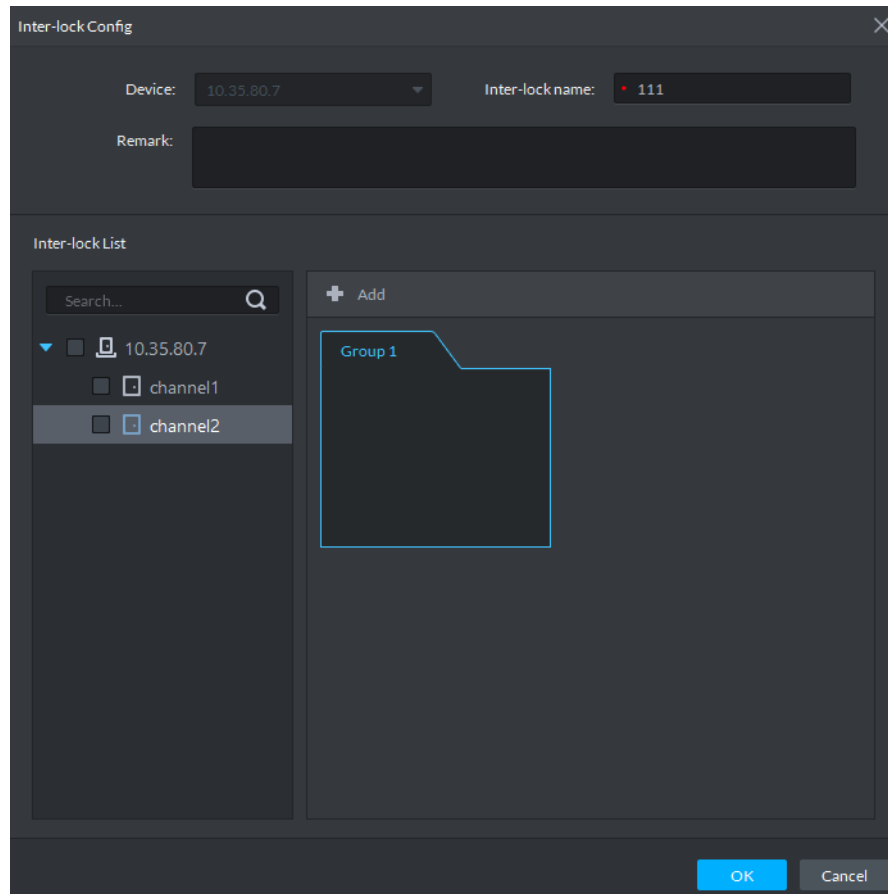 Inter-lock Config
Device: 10.35.80.7 Inter-lock name: * 111
Remark:
Inter-lock List
Search...
Add
10.35.80.7
Group 1
channel1
channel2
OK Cancel